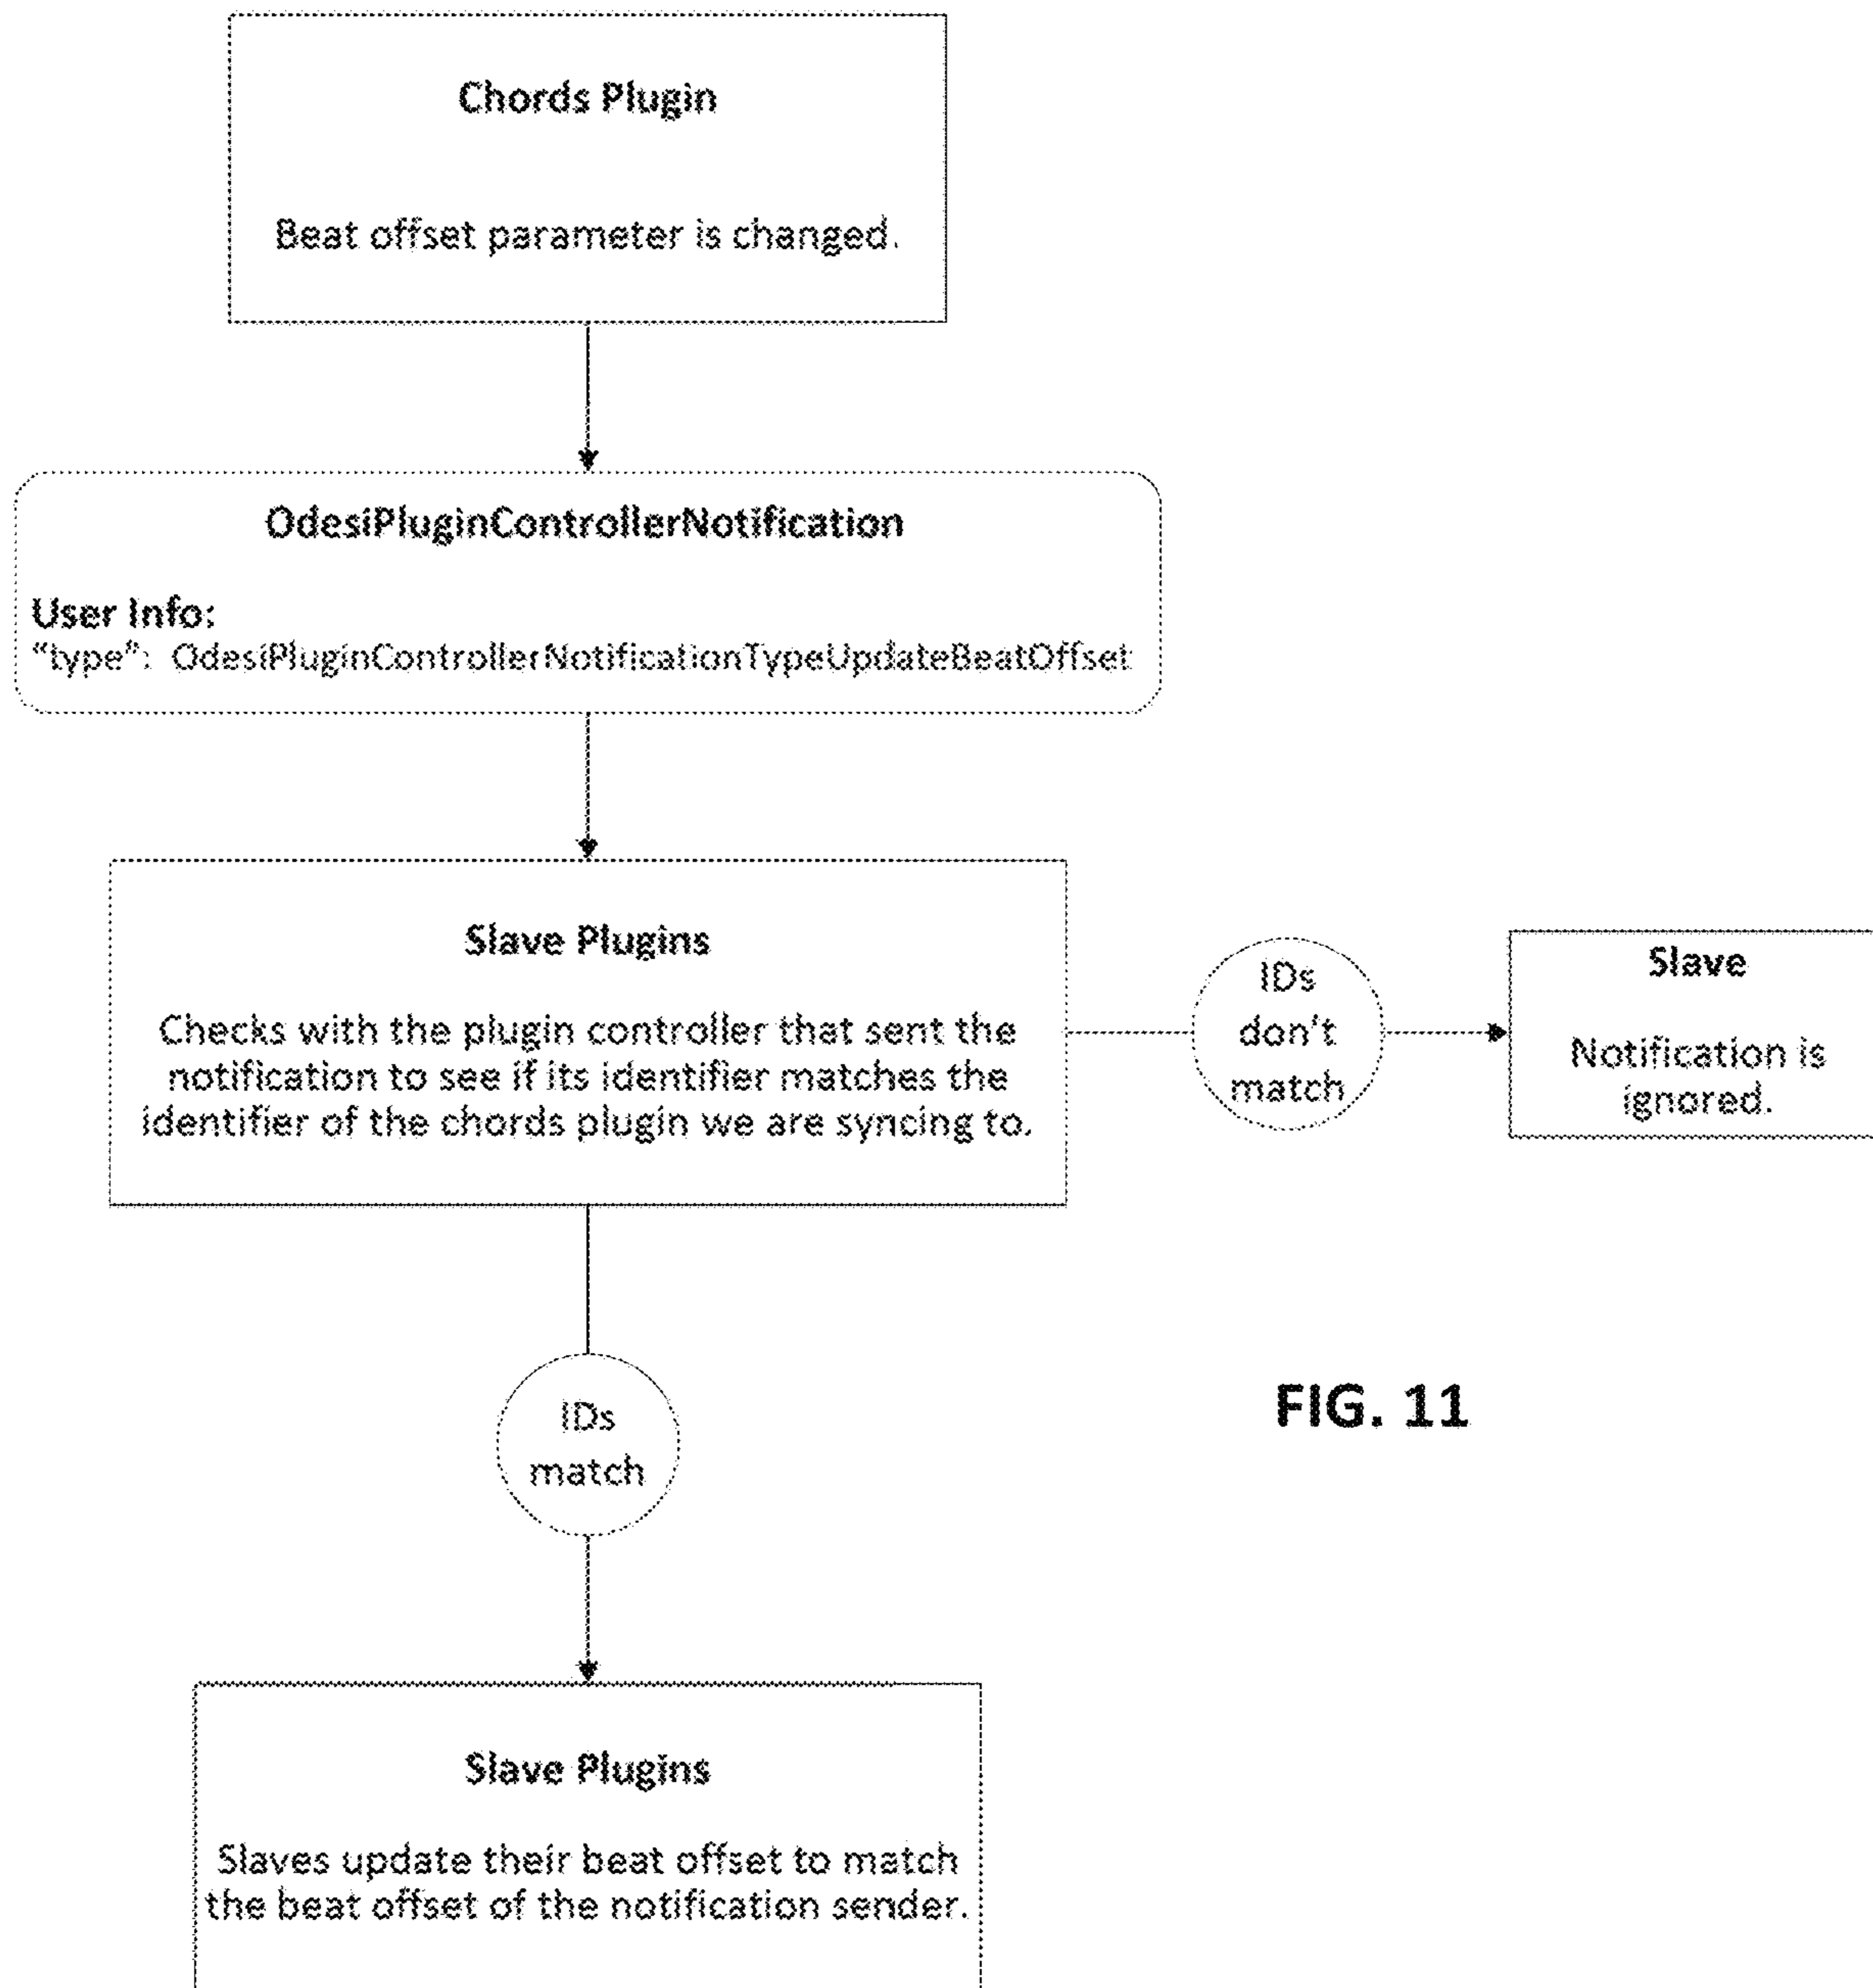 Chords Plugin
Beat offset parameter is changed.
OdesiPluginControllerNotification
User Info:
"type": OdesiPluginControllerNotificationTypeUpdateBeatOffset
Slave Plugins
Checks with the plugin controller that sent the
notification to see if its identifier matches the
identifier of the chords plugin we are syncing to.
IDs
don't
match
Slave
Notification is
ignored.
IDs
match
FIG. 11
Slave Plugins
Slaves update their beat offset to match
the beat offset of the notification sender.